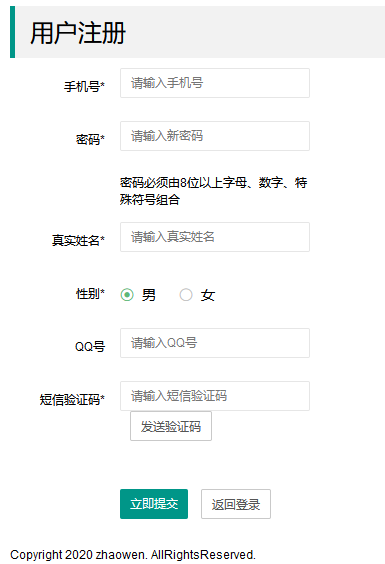 用户注册
手机号* 请输入手机号
密码* 请输入新密码
密码必须由8位以上字母、数字、特
殊符号组合
真实姓名* 请输入真实姓名
性别* 男 女
QQ号 请输入QQ号
短信验证码* 请输入短信验证码
发送验证码
立即提交 返回登录
Copyright 2020 zhaowen. AllRightsReserved.